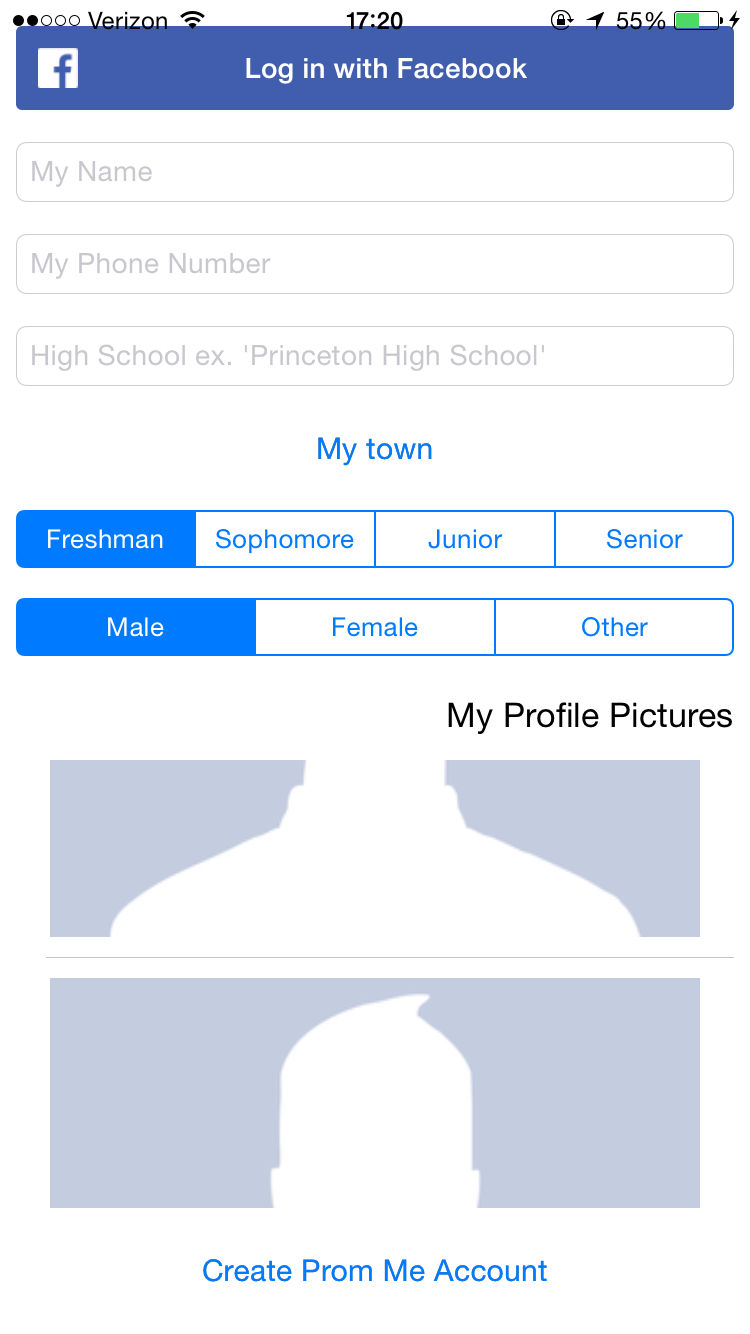 Verizon 17:20 55%
Log in with Facebook
My Name
My Phone Number
High School ex. 'Princeton High School'
My town
Freshman Sophomore Junior Senior
Male Female Other
My Profile Pictures
Create Prom Me Account